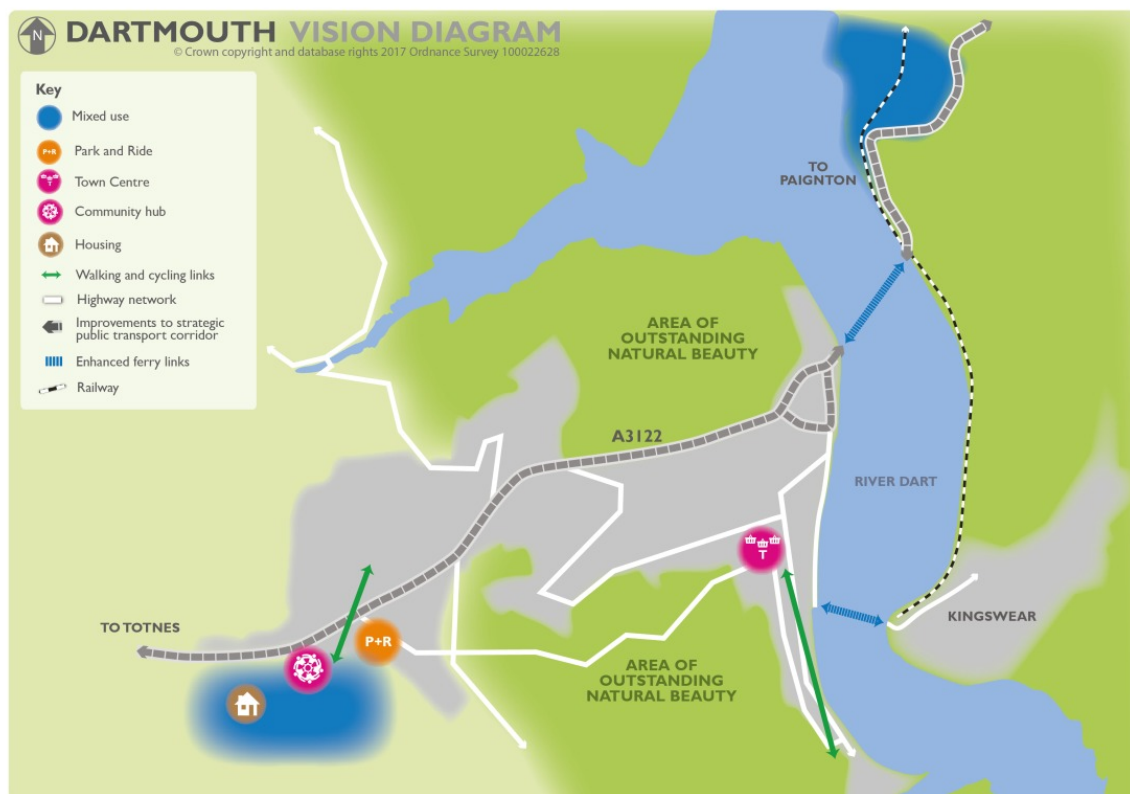 N DARTMOUTH VISION DIAGRAM
© Crown copyright and database rights 2017 Ordnance Survey 100022628
Key
Mixed use
P+R Park and Ride
T Town Centre
Community hub
Housing
Walking and cycling links
Highway network
Improvements to strategic
public transport corridor
Enhanced ferry links
Railway
TO
PAIGNTON
AREA OF
OUTSTANDING
NATURAL BEAUTY
A3122
RIVER DART
T
KINGSWEAR
TO TOTNES
P+R
AREA OF
OUTSTANDING
NATURAL BEAUTY